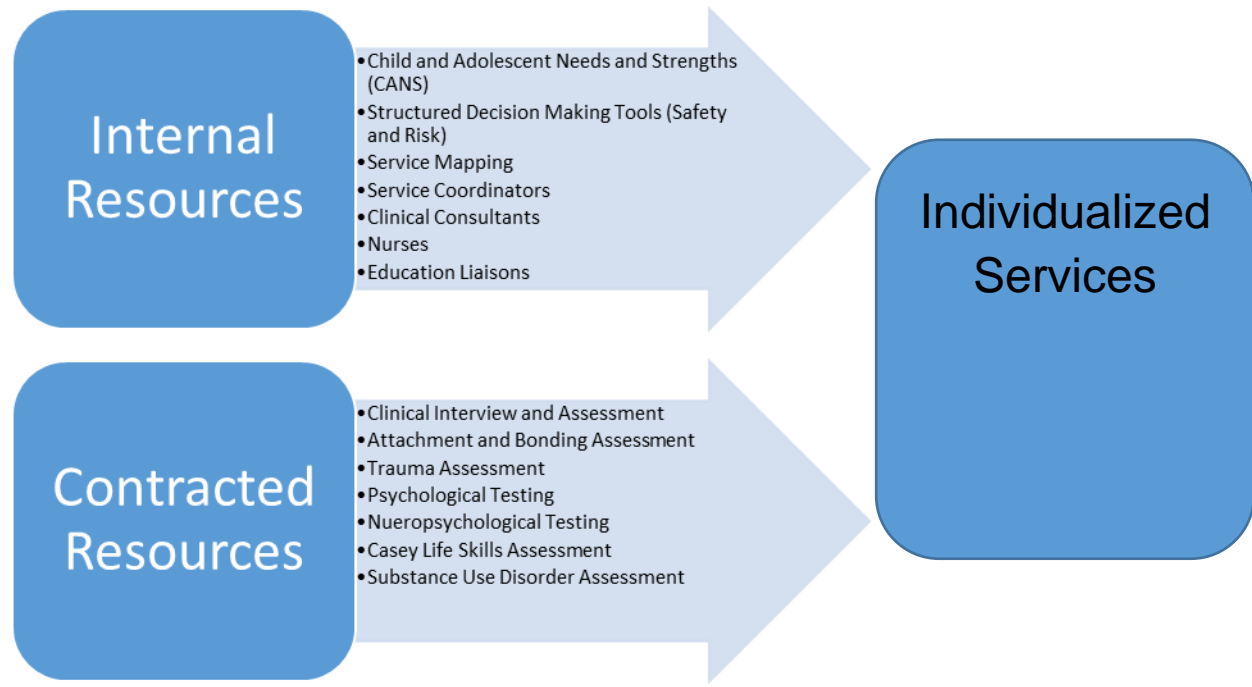 Internal
Resources
•Child and Adolescent Needs and Strengths
(CANS)
•Structured Decision Making Tools (Safety
and Risk)
•Service Mapping
•Service Coordinators
•Clinical Consultants
•Nurses
•Education Liaisons
Contracted
Resources
•Clinical Interview and Assessment
•Attachment and Bonding Assessment
•Trauma Assessment
•Psychological Testing
•Nueropsychological Testing
•Casey Life Skills Assessment
•Substance Use Disorder Assessment
Individualized
Services